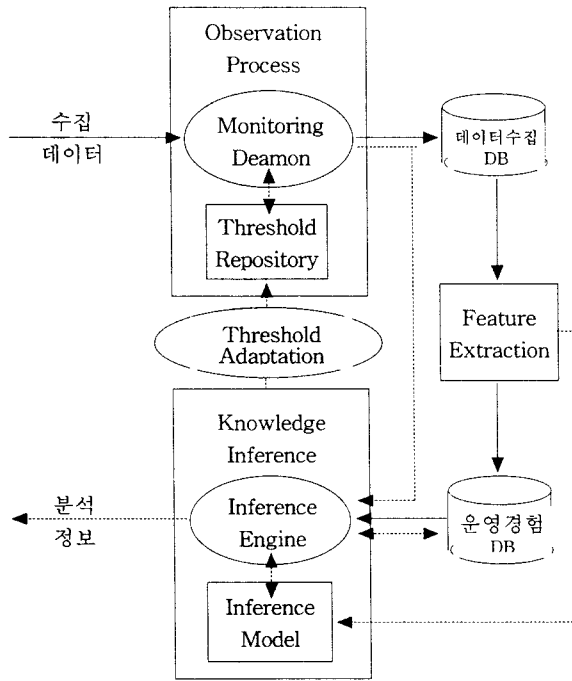 Observation
Process
수집
데이터
Monitoring
Deamon
데이터수집
DB
Threshold
Repository
Threshold
Adaptation
Feature
Extraction
Knowledge
Inference
분석
정보
Inference
Engine
운영경험
DB
Inference
Model